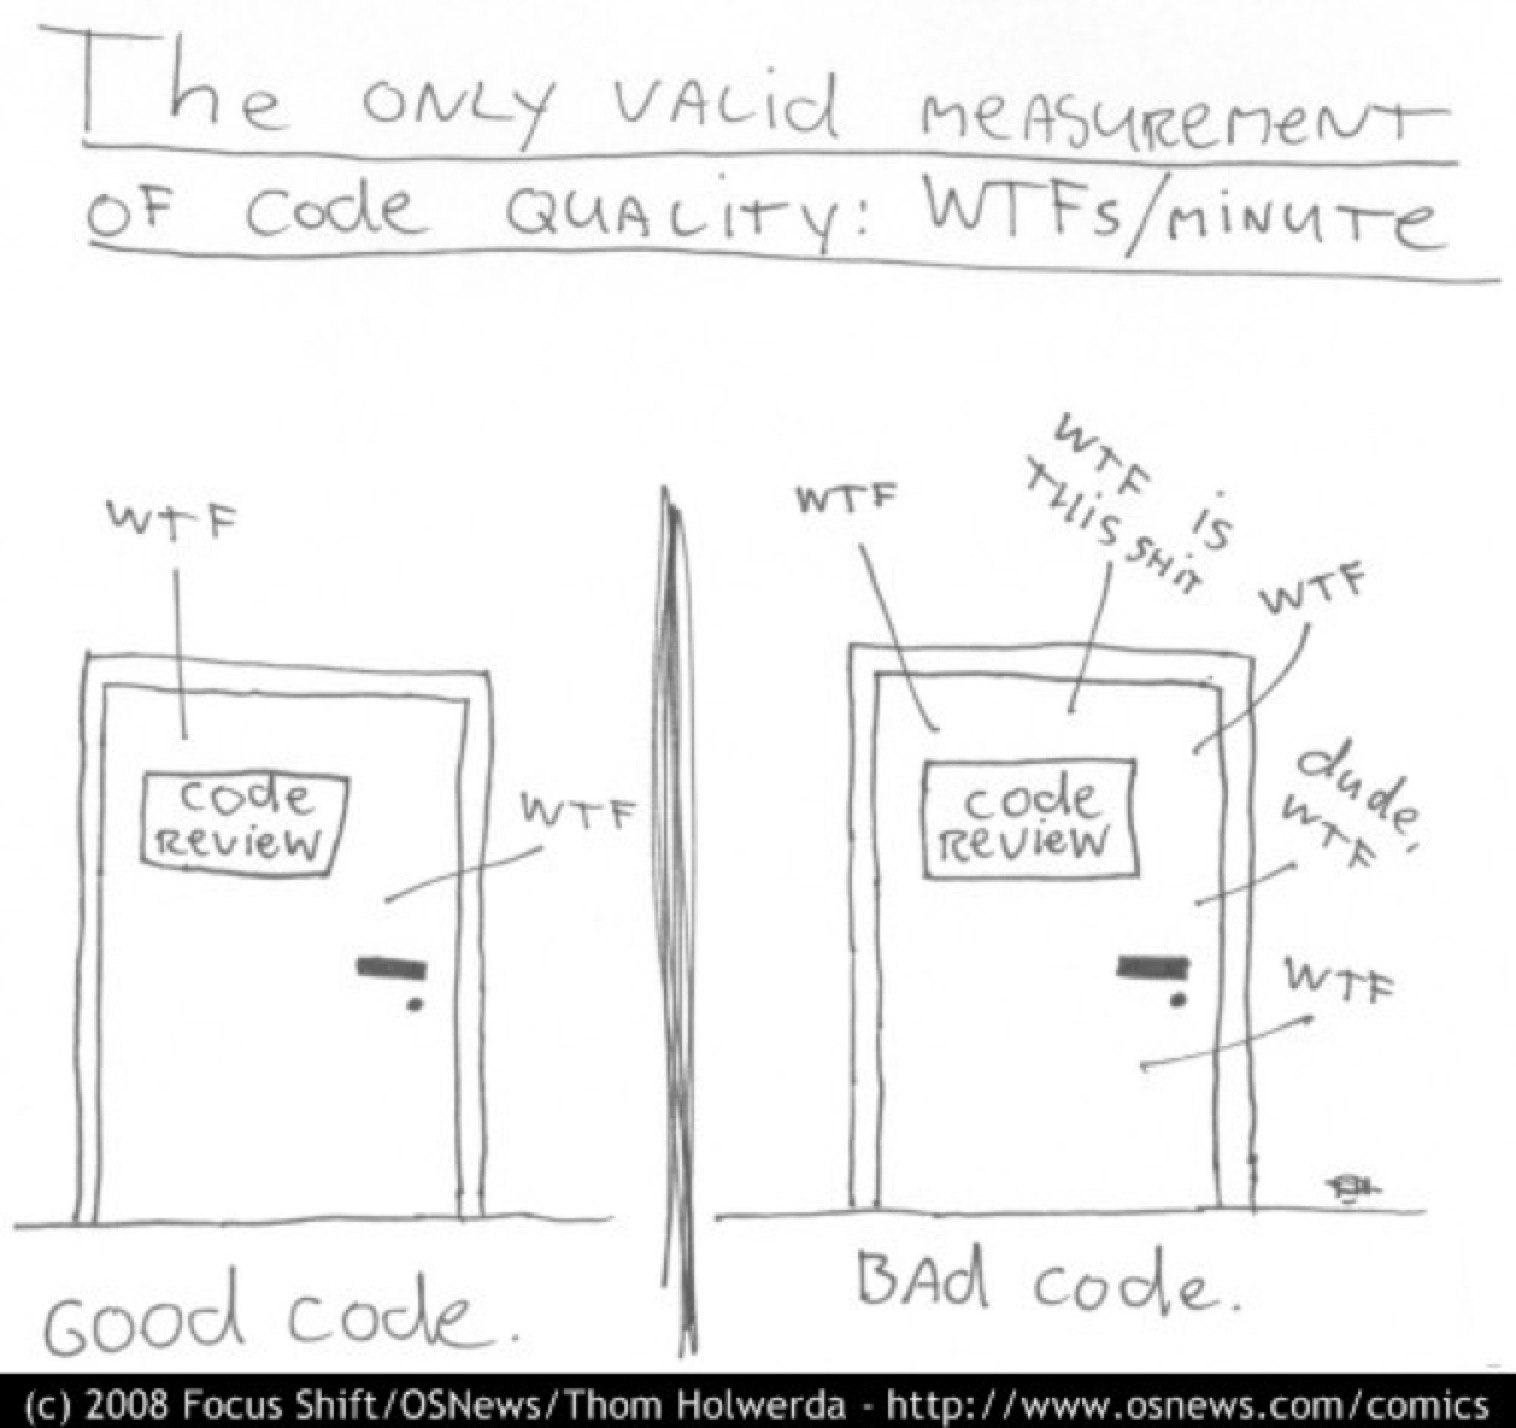 The ONLY VALid MeASUREMENT
OF Code QUALITY: WTFs/MiNUTE
WTF
code
REViEW
WTF
Good code.
WTF
WTF iS
THiS SHiT
WTF
code
REViEW
dude,
WTF
WTF
BAd code.
(c) 2008 Focus Shift/OSNews/Thom Holwerda - http://www.osnews.com/comics